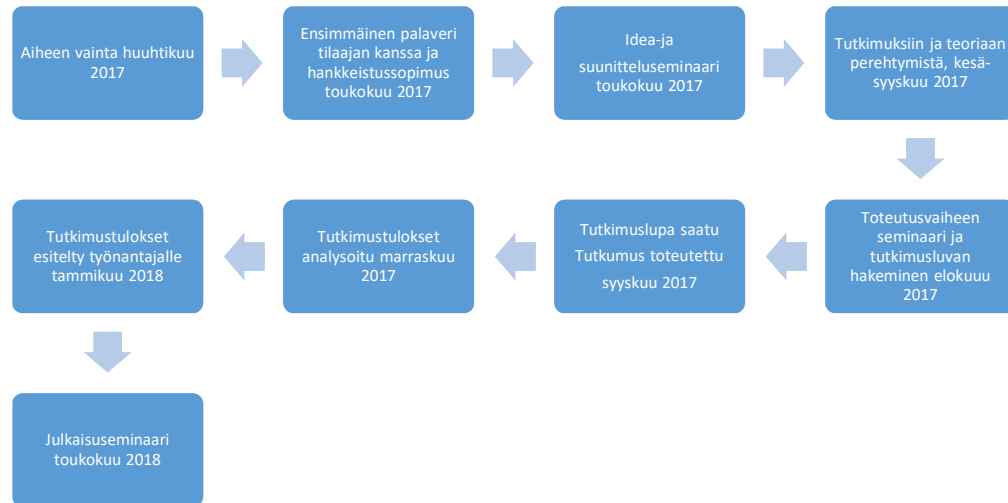 Aiheen vainta huuhtikuu
2017
Ensimmäinen palaveri
tilaajan kanssa ja
hankkeistussopimus
toukokuu 2017
Idea-ja
suunitteluseminaari
toukokuu 2017
Tutkimuksiin ja teoriaan
perehtymistä, kesä-
syyskuu 2017
Toteutusvaiheen
seminaari ja
tutkimusluvan
hakeminen elokuuu
2017
Tutkimuslupa saatu
Tutkumus toteutettu
syyskuu 2017
Tutkimustulokset
analysoitu marraskuu
2017
Tutkimustulokset
esitelty työnantajalle
tammikuu 2018
Julkaisuseminaari
toukokuu 2018